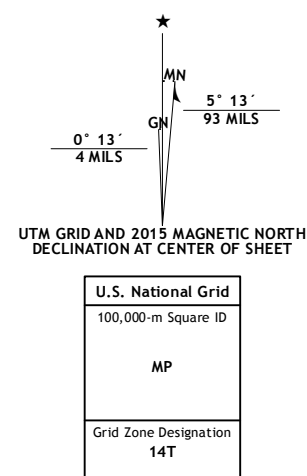 MN
GN
5° 13´
93 MILS
0° 13´
4 MILS
UTM GRID AND 2015 MAGNETIC NORTH
DECLINATION AT CENTER OF SHEET
U.S. National Grid
100,000-m Square ID
MP
Grid Zone Designation
14T